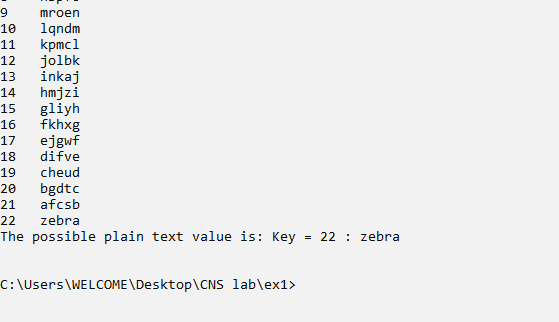 9 mroen
10 lqndm
11 kpmcl
12 jolbk
13 inkaj
14 hmjzi
15 gliyh
16 fkhxg
17 ejgwf
18 difve
19 cheud
20 bgdtc
21 afcsb
22 zebra
The possible plain text value is: Key = 22 : zebra
C:\Users\WELCOME\Desktop\CNS lab\ex1>